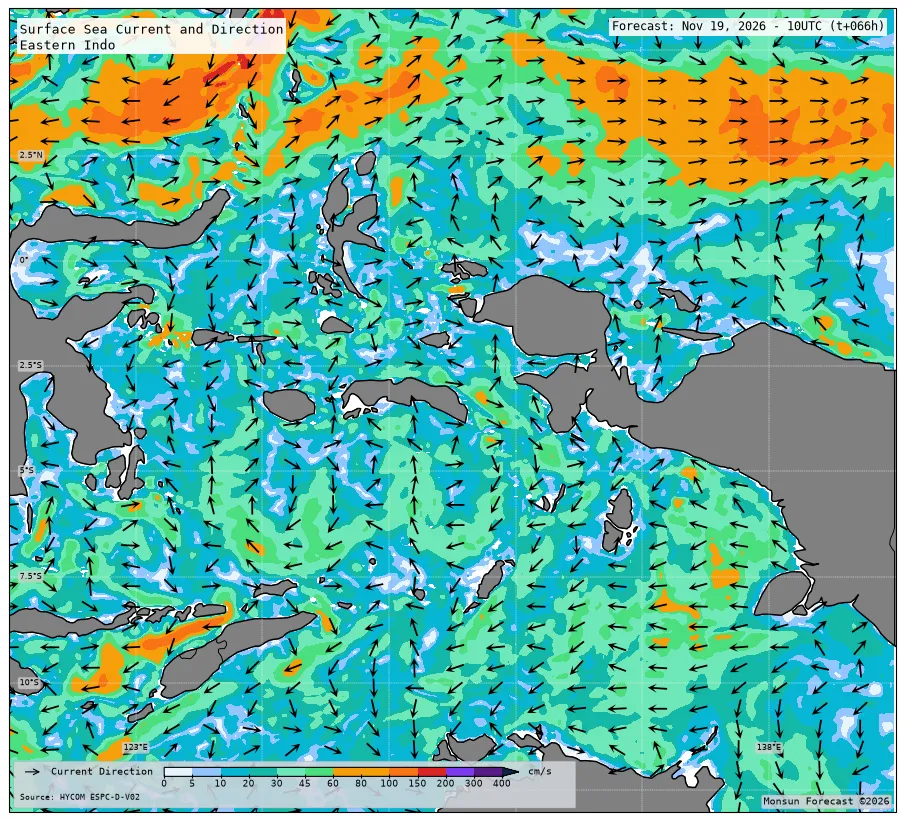 Surface Sea Current and Direction
Eastern Indo
Forecast: Nov 19, 2026 - 10UTC (t+066h)
2.5°N
0°
2.5°S
5°S
7.5°S
10°S
123°E
138°E
Current Direction
cm/s
0 5 10 20 30 45 60 80 100 150 200 300 400
Source: HYCOM ESPC-D-V02
Monsun Forecast ©2026